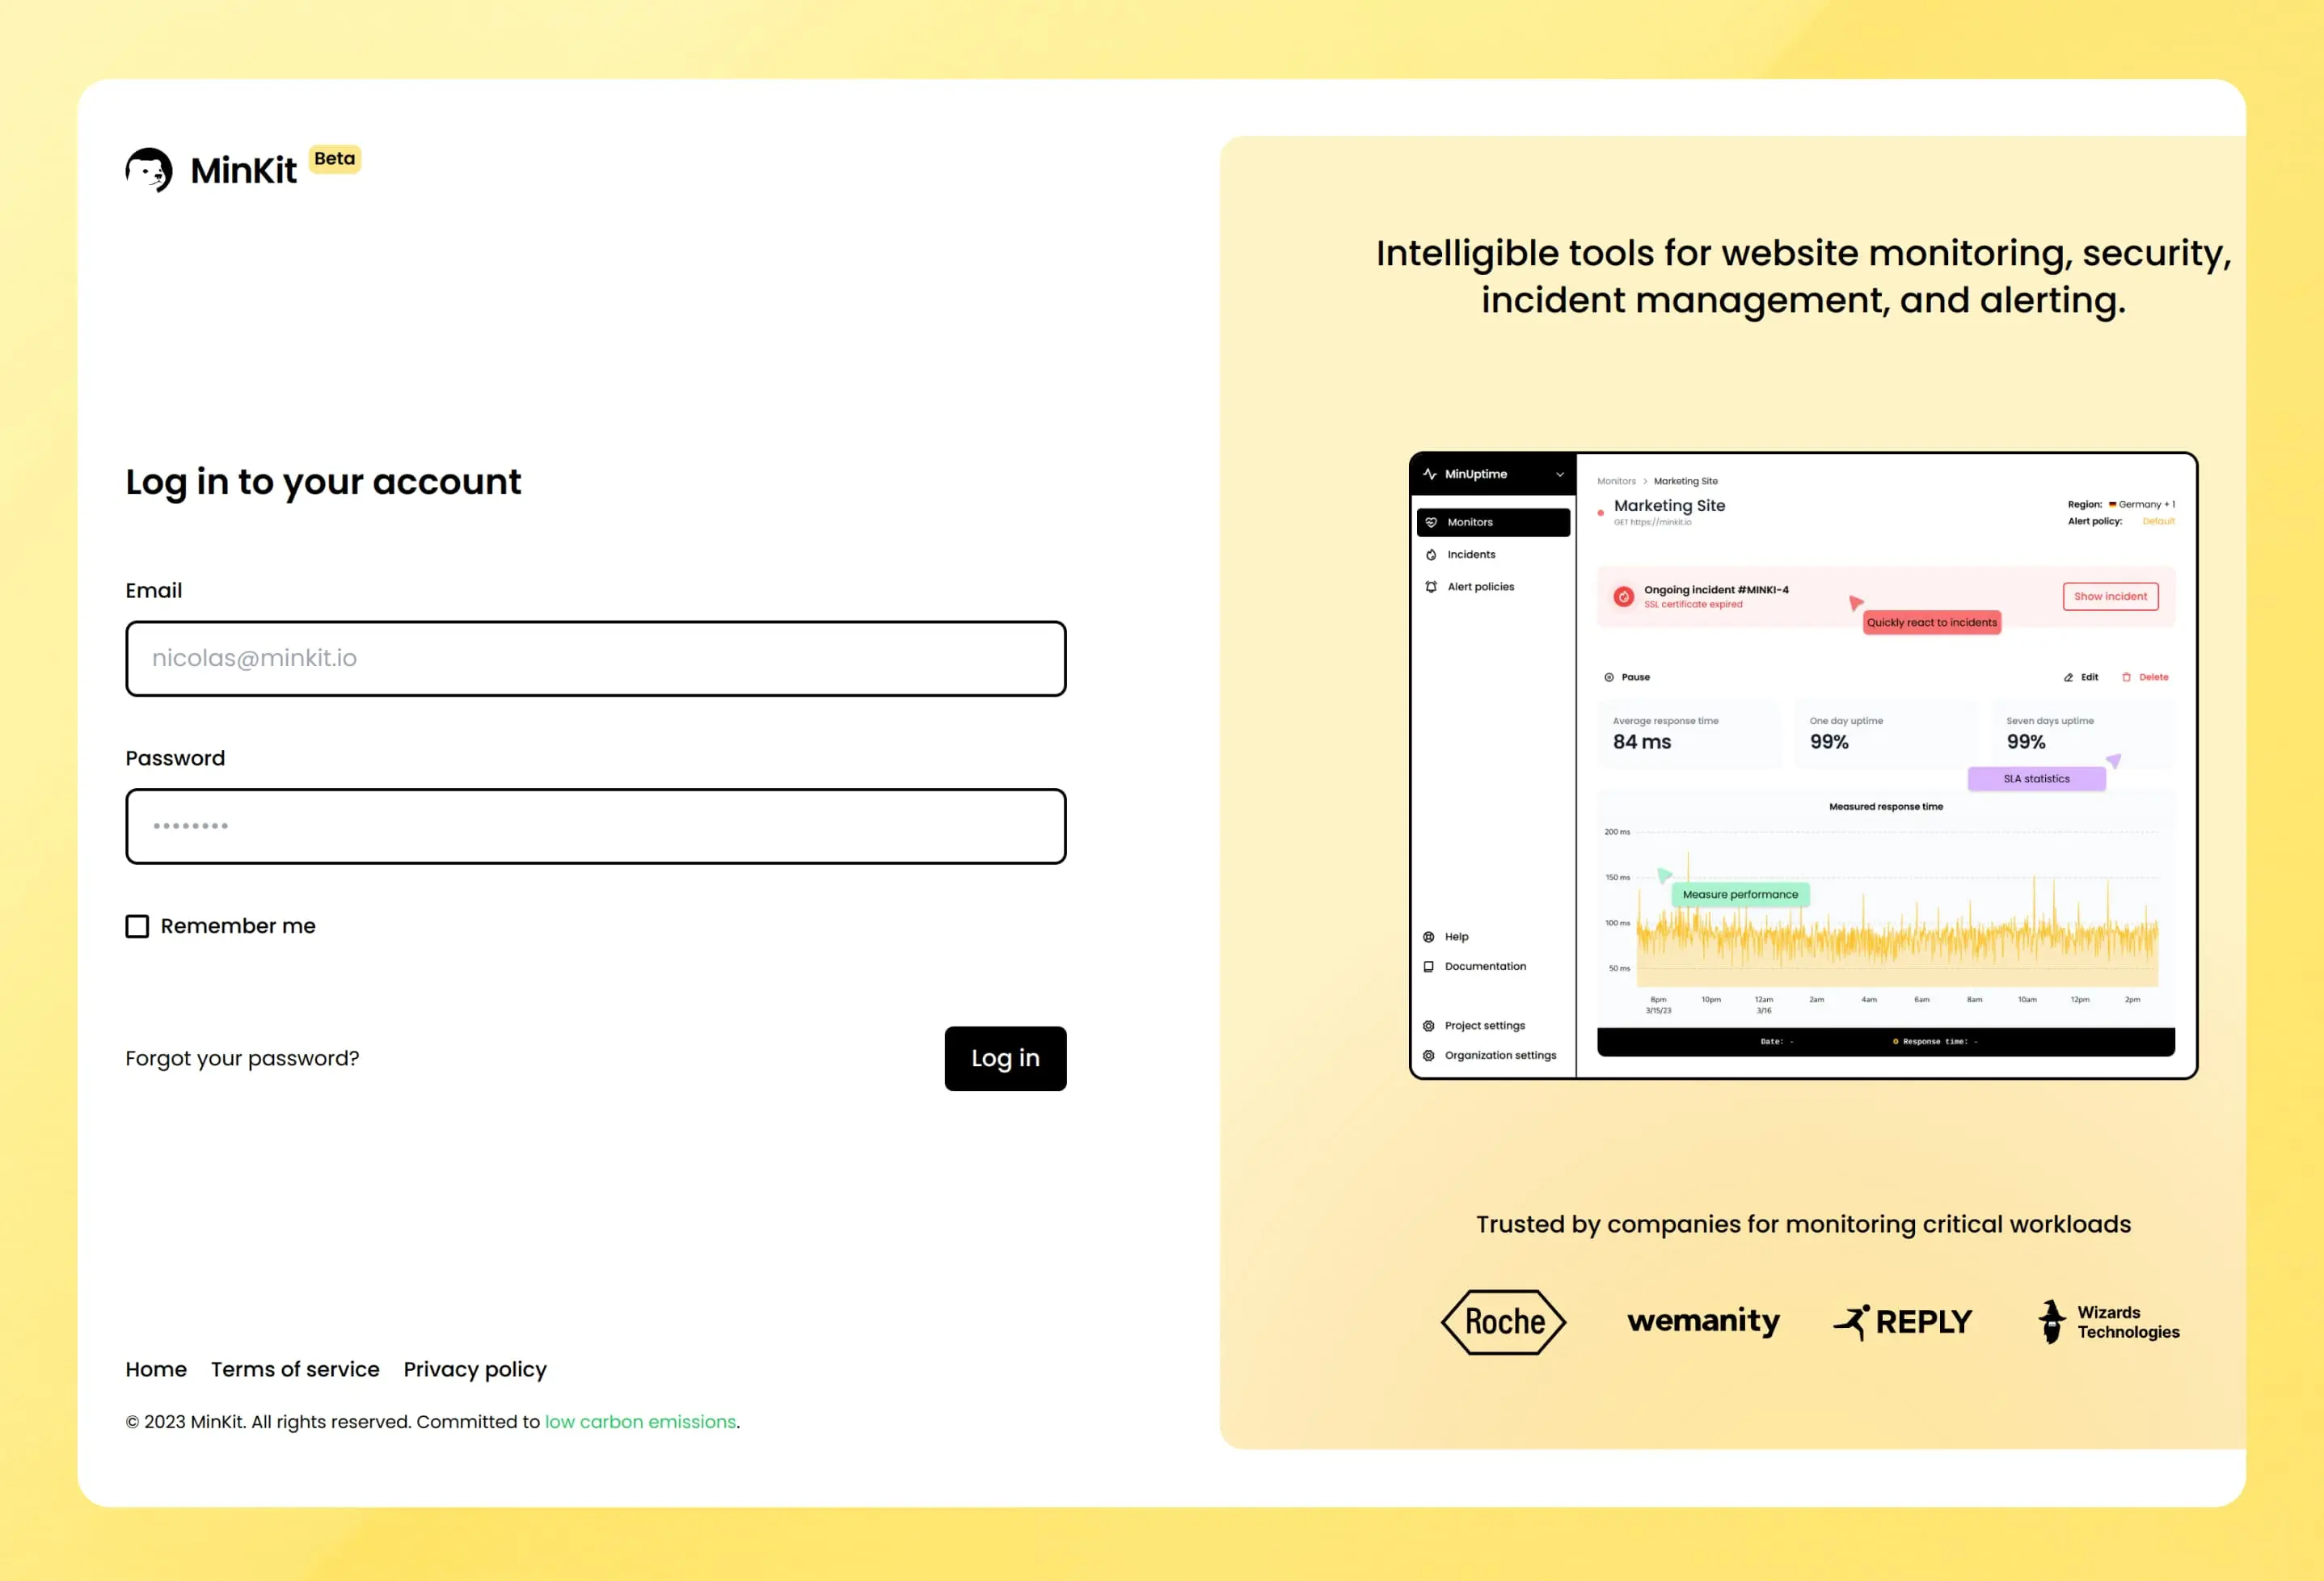 MinKit Beta
Log in to your account
Email
nicolas@minkit.io
Password
••••••••
Remember me
Forgot your password?
Log in
Home Terms of service Privacy policy
© 2023 MinKit. All rights reserved. Committed to low carbon emissions.
Intelligible tools for website monitoring, security,
incident management, and alerting.
MinUptime
Monitors
Incidents
Alert policies
Help
Documentation
Project settings
Organization settings
Monitors > Marketing Site
Marketing Site
GET https://minkit.io
Region: Germany + 1
Alert policy: Default
Ongoing incident #MINKI-4
SSL certificate expired
Show incident
Quickly react to incidents
Pause
Edit
Delete
Average response time
84 ms
One day uptime
99%
Seven days uptime
99%
SLA statistics
Measured response time
200 ms
150 ms
100 ms
50 ms
Measure performance
8pm 10pm 12am 2am 4am 6am 8am 10am 12pm 2pm
3/15/23 3/16
Date: - Response time: -
Trusted by companies for monitoring critical workloads
Roche
wemanity
REPLY
Wizards
Technologies